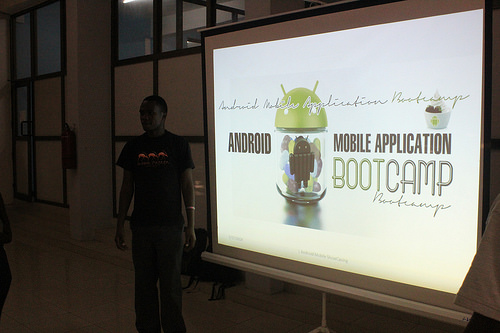 Android Mobile Application Bootcamp
ANDROID
MOBILE APPLICATION
BOOTCAMP
Bootcamp